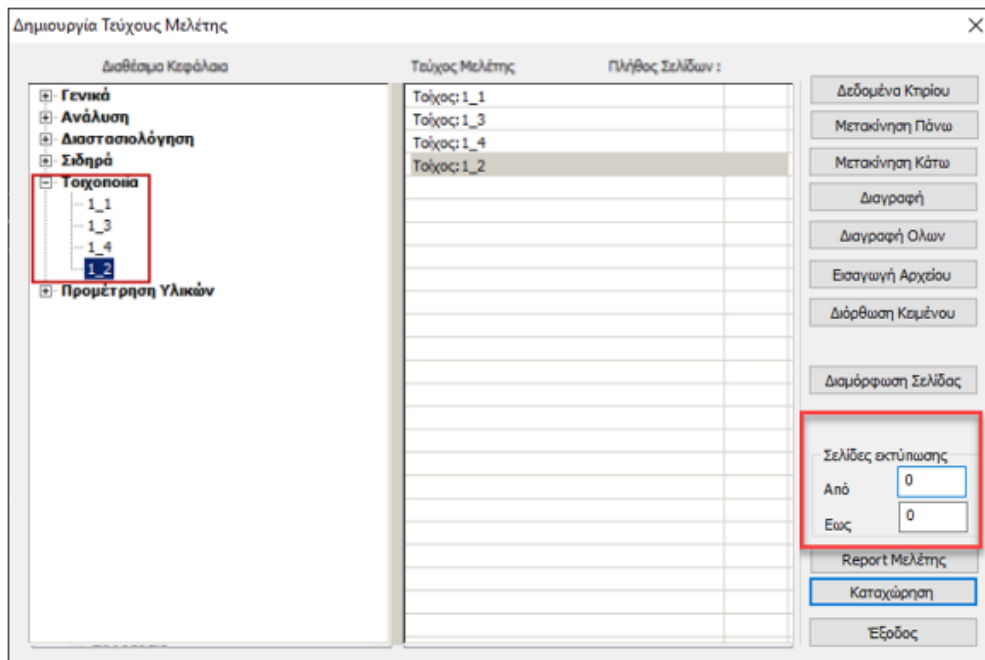 Δημιουργία Τεύχους Μελέτης
Διαθέσιμα Κεφάλαια
Γενικά
Ανάλυση
Διαστασιολόγηση
Σιδηρά
Τοιχοποιία
1_1
1_3
1_4
1_2
Προμέτρηση Υλικών
Τεύχος Μελέτης Πλήθος Σελίδων :
Τοίχος: 1_1
Τοίχος: 1_3
Τοίχος: 1_4
Τοίχος: 1_2
Δεδομένα Κτιρίου
Μετακίνηση Πάνω
Μετακίνηση Κάτω
Διαγραφή
Διαγραφή Ολων
Εισαγωγή Αρχείου
Διόρθωση Κειμένου
Διαμόρφωση Σελίδας
Σελίδες εκτύπωσης
Από 0
Εως 0
Report Μελέτης
Καταχώρηση
Έξοδος